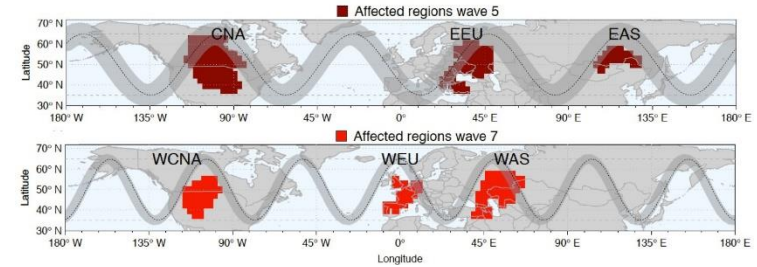 Affected regions wave 5
70° N
60° N
50° N
40° N
30° N
Latitude
CNA
EEU
EAS
180° W
135° W
90° W
45° W
0°
45° E
90° E
135° E
180° E
Affected regions wave 7
70° N
60° N
50° N
40° N
30° N
Latitude
WCNA
WEU
WAS
180° W
135° W
90° W
45° W
0°
45° E
90° E
135° E
180° E
Longitude